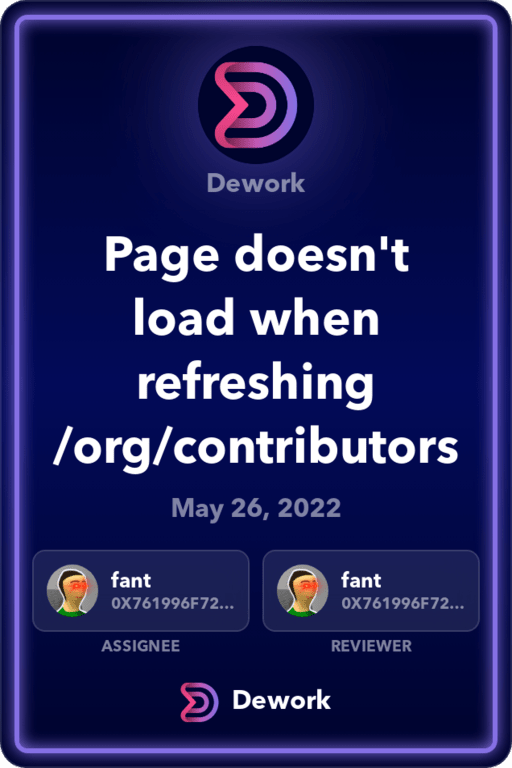 Dework
Page doesn't
load when
refreshing
/org/contributors
May 26, 2022
fant
0X761996F72...
ASSIGNEE
fant
0X761996F72...
REVIEWER
Dework